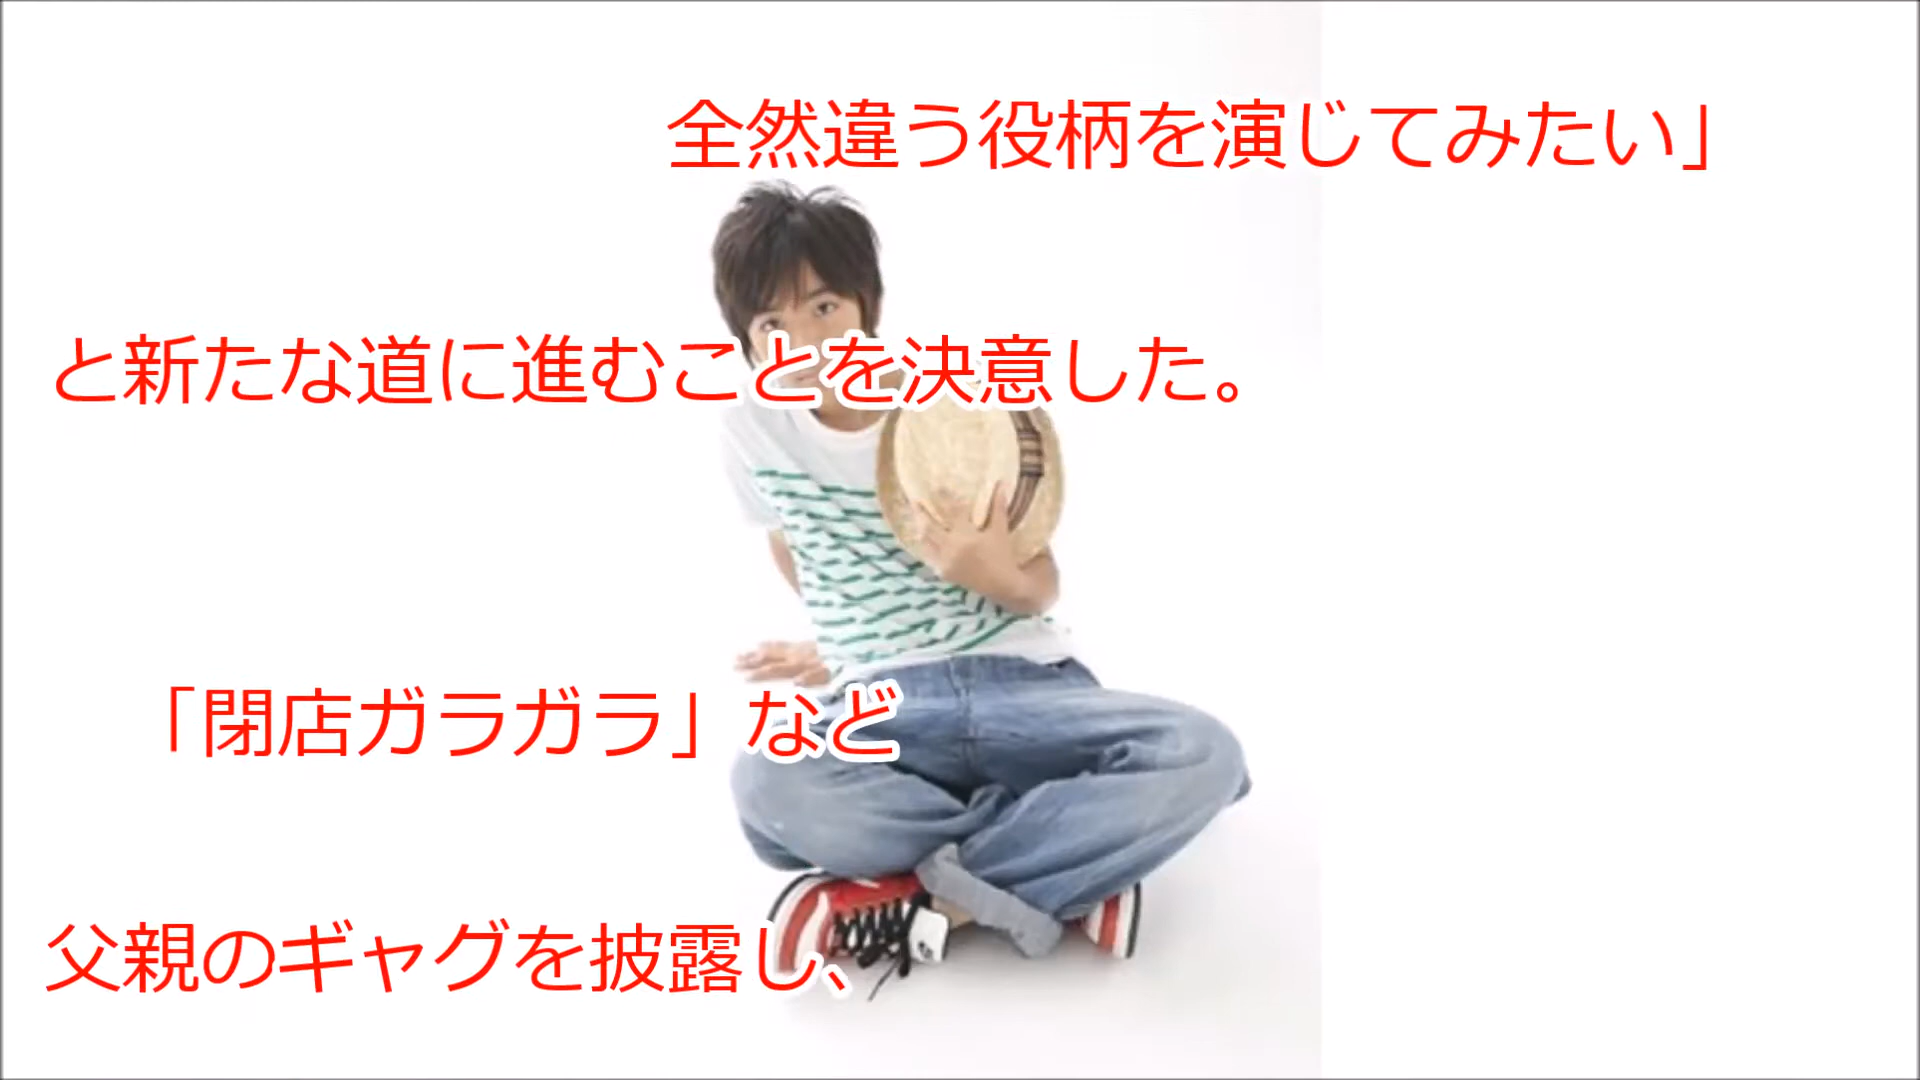 全然違う役柄を演じてみたい」
と新たな道に進むことを決意した。
「閉店ガラガラ」など
父親のギャグを披露し、